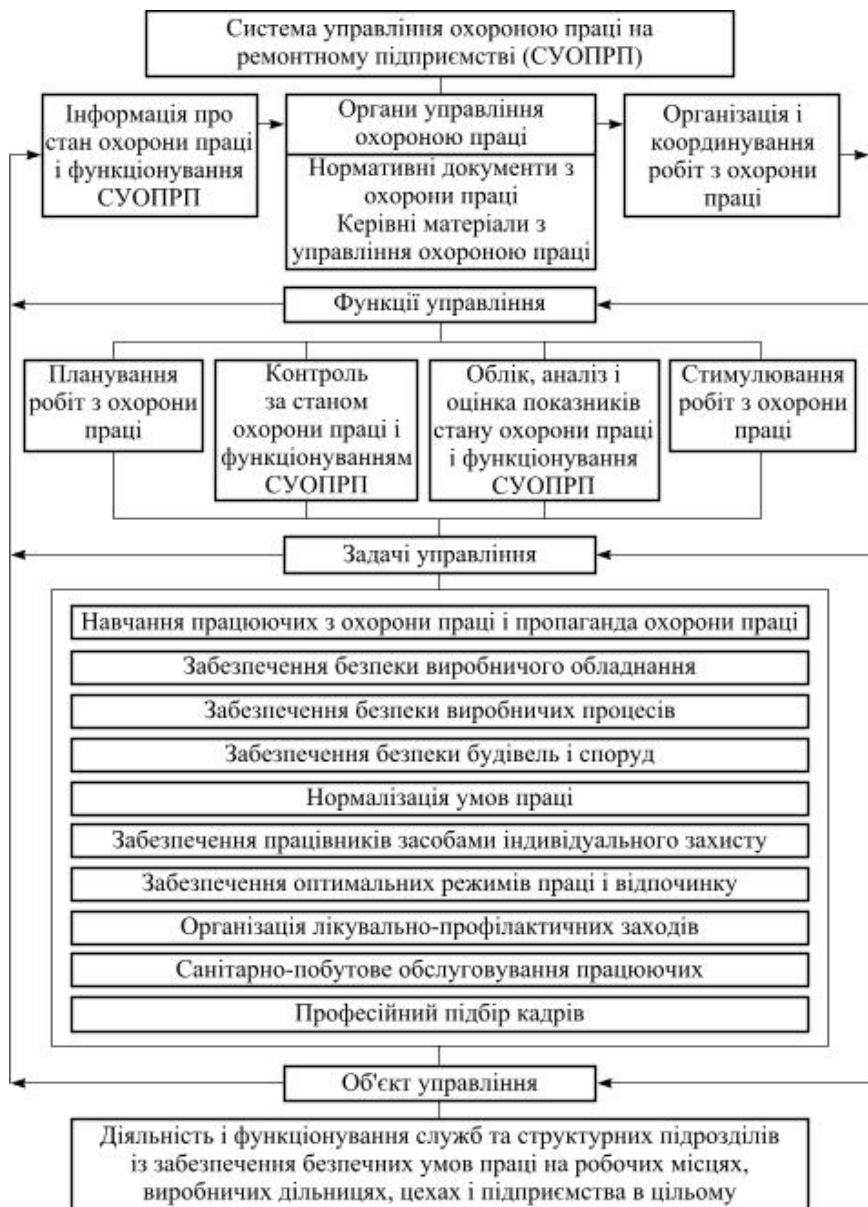 Система управління охороною праці на
ремонтному підприємстві (СУОПРП)
Інформація про
стан охорони праці
і функціонування
СУОПРП
Органи управління
охороною праці
Нормативні документи з
охорони праці
Керівні матеріали з
управління охороною праці
Організація і
координування
робіт з охорони
праці
Функції управління
Планування
робіт з охорони
праці
Контроль
за станом
охорони праці і
функціонуванням
СУОПРП
Облік, аналіз і
оцінка показників
стану охорони праці
і функціонування
СУОПРП
Стимулювання
робіт з охорони
праці
Задачі управління
Навчання працюючих з охорони праці і пропаганда охорони праці
Забезпечення безпеки виробничого обладнання
Забезпечення безпеки виробничих процесів
Забезпечення безпеки будівель і споруд
Нормалізація умов праці
Забезпечення працівників засобами індивідуального захисту
Забезпечення оптимальних режимів праці і відпочинку
Організація лікувально-профілактичних заходів
Санітарно-побутове обслуговування працюючих
Професійний підбір кадрів
Об'єкт управління
Діяльність і функціонування служб та структурних підрозділів
із забезпечення безпечних умов праці на робочих місцях,
виробничих дільницях, цехах і підприємства в цільому